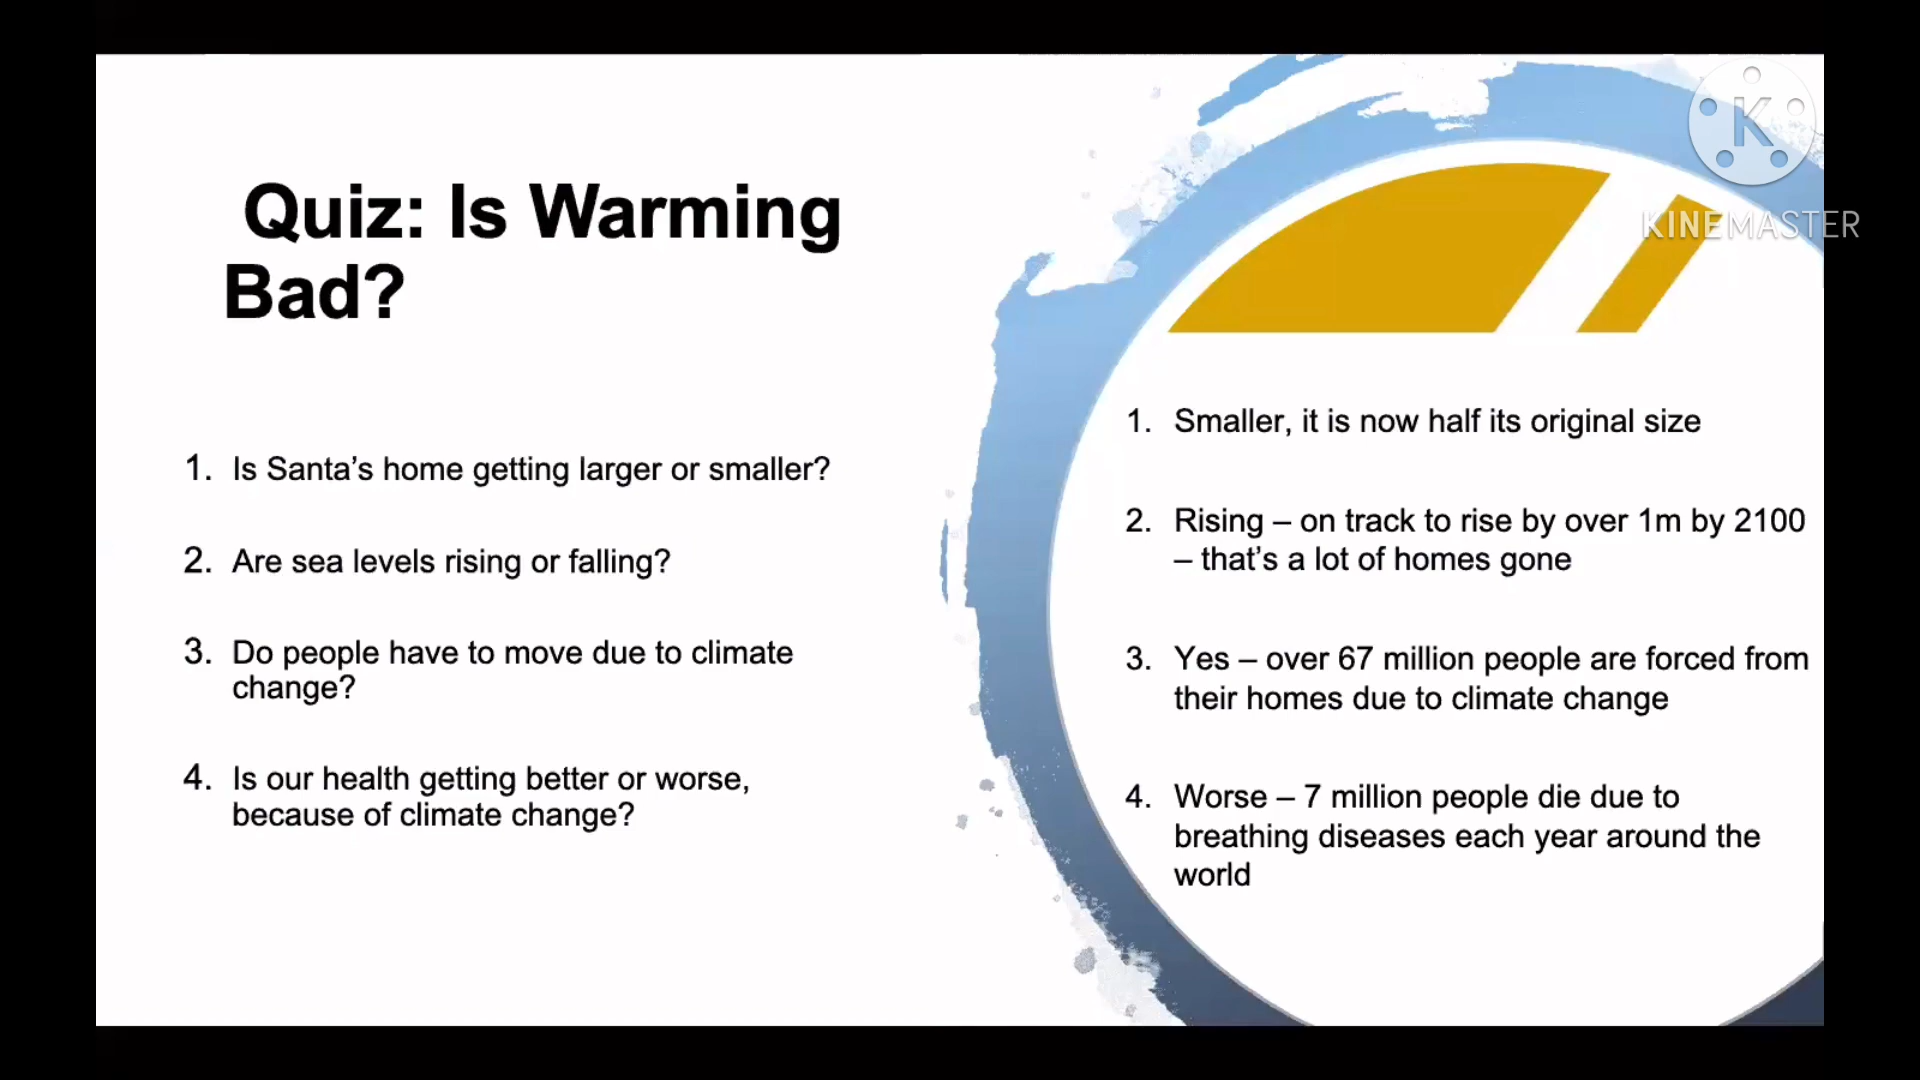 Quiz: Is Warming
Bad?
1. Is Santa’s home getting larger or smaller?
2. Are sea levels rising or falling?
3. Do people have to move due to climate
change?
4. Is our health getting better or worse,
because of climate change?
1. Smaller, it is now half its original size
2. Rising – on track to rise by over 1m by 2100
– that’s a lot of homes gone
3. Yes – over 67 million people are forced from
their homes due to climate change
4. Worse – 7 million people die due to
breathing diseases each year around the
world
K
KINEMASTER